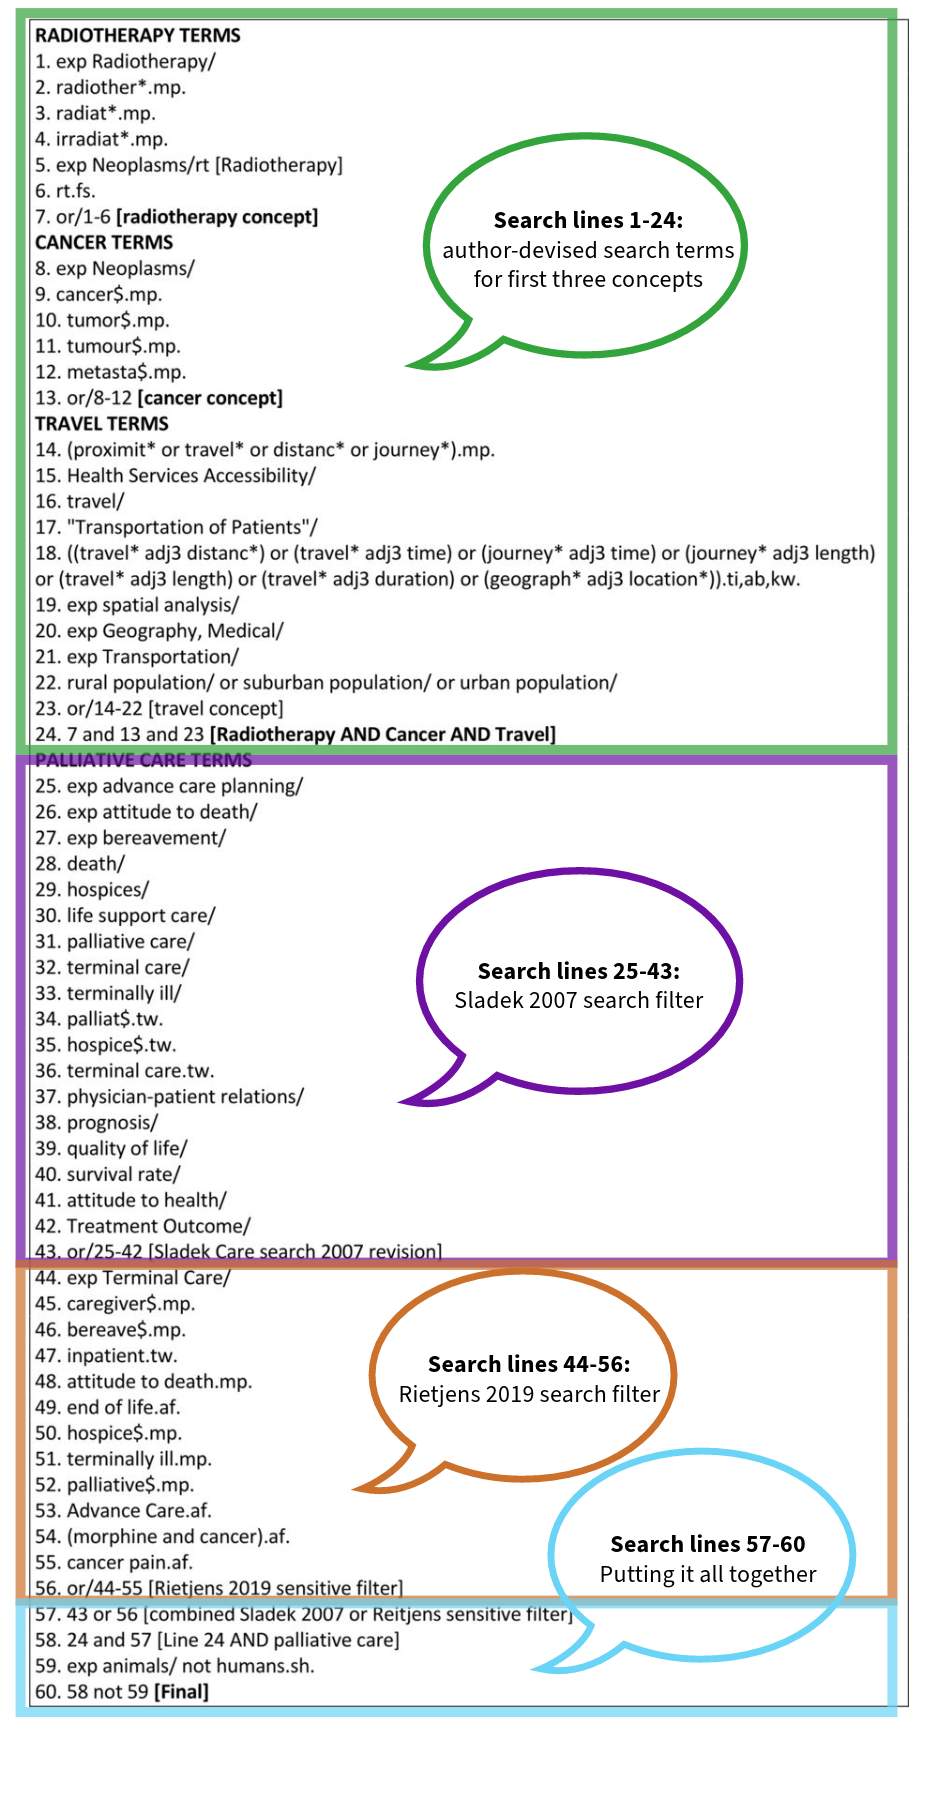 RADIOTHERAPY TERMS
1. exp Radiotherapy/
2. radiother*.mp.
3. radiat*.mp.
4. irradiat*.mp.
5. exp Neoplasms/rt [Radiotherapy]
6. rt.fs.
7. or/1-6 [radiotherapy concept]
CANCER TERMS
8. exp Neoplasms/
9. cancer$.mp.
10. tumor$.mp.
11. tumour$.mp.
12. metasta$.mp.
13. or/8-12 [cancer concept]
Search lines 1-24:
author-devised search terms
for first three concepts
TRAVEL TERMS
14. (proximit* or travel* or distanc* or journey*).mp.
15. Health Services Accessibility/
16. travel/
17. "Transportation of Patients"/
18. ((travel* adj3 distanc*) or (travel* adj3 time) or (journey* adj3 time) or (journey* adj3 length)
or (travel* adj3 length) or (travel* adj3 duration) or (geograph* adj3 location*)).ti,ab,kw.
19. exp spatial analysis/
20. exp Geography, Medical/
21. exp Transportation/
22. rural population/ or suburban population/ or urban population/
23. or/14-22 [travel concept]
24. 7 and 13 and 23 [Radiotherapy AND Cancer AND Travel]
PALLIATIVE CARE TERMS
25. exp advance care planning/
26. exp attitude to death/
27. exp bereavement/
28. death/
29. hospices/
30. life support care/
31. palliative care/
32. terminal care/
33. terminally ill/
34. palliat$.tw.
35. hospice$.tw.
36. terminal care.tw.
37. physician-patient relations/
38. prognosis/
39. quality of life/
40. survival rate/
41. attitude to health/
42. Treatment Outcome/
43. or/25-42 [Sladek Care search 2007 revision]
Search lines 25-43:
Sladek 2007 search filter
44. exp Terminal Care/
45. caregiver$.mp.
46. bereave$.mp.
47. inpatient.tw.
48. attitude to death.mp.
49. end of life.af.
50. hospice$.mp.
51. terminally ill.mp.
52. palliative$.mp.
53. Advance Care.af.
54. (morphine and cancer).af.
55. cancer pain.af.
56. or/44-55 [Rietjens 2019 sensitive filter]
Search lines 44-56:
Rietjens 2019 search filter
57. 43 or 56 [combined Sladek 2007 or Reitjens sensitive filter]
58. 24 and 57 [Line 24 AND palliative care]
59. exp animals/ not humans.sh.
60. 58 not 59 [Final]
Search lines 57-60
Putting it all together